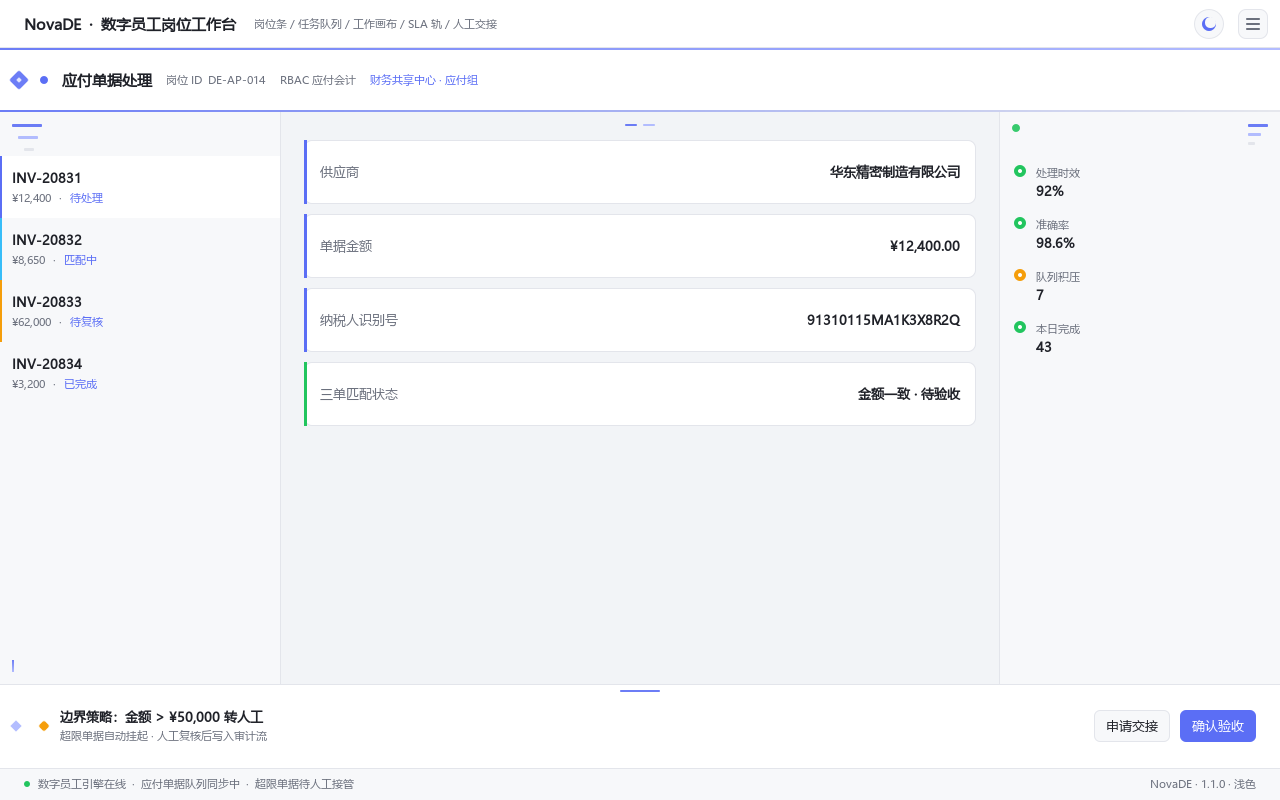 NovaDE · 数字员工岗位工作台
岗位条 / 任务队列 / 工作画布 / SLA 轨 / 人工交接
应付单据处理
岗位 ID DE-AP-014
RBAC 应付会计
财务共享中心 · 应付组
INV-20831
¥12,400 · 待处理
INV-20832
¥8,650 · 匹配中
INV-20833
¥62,000 · 待复核
INV-20834
¥3,200 · 已完成
供应商 华东精密制造有限公司
单据金额 ¥12,400.00
纳税人识别号 91310115MA1K3X8R2Q
三单匹配状态 金额一致 · 待验收
处理时效
92%
准确率
98.6%
队列积压
7
本日完成
43
边界策略：金额 > ¥50,000 转人工
超限单据自动挂起 · 人工复核后写入审计流
申请交接
确认验收
数字员工引擎在线 · 应付单据队列同步中 · 超限单据待人工接管
NovaDE · 1.1.0 · 浅色